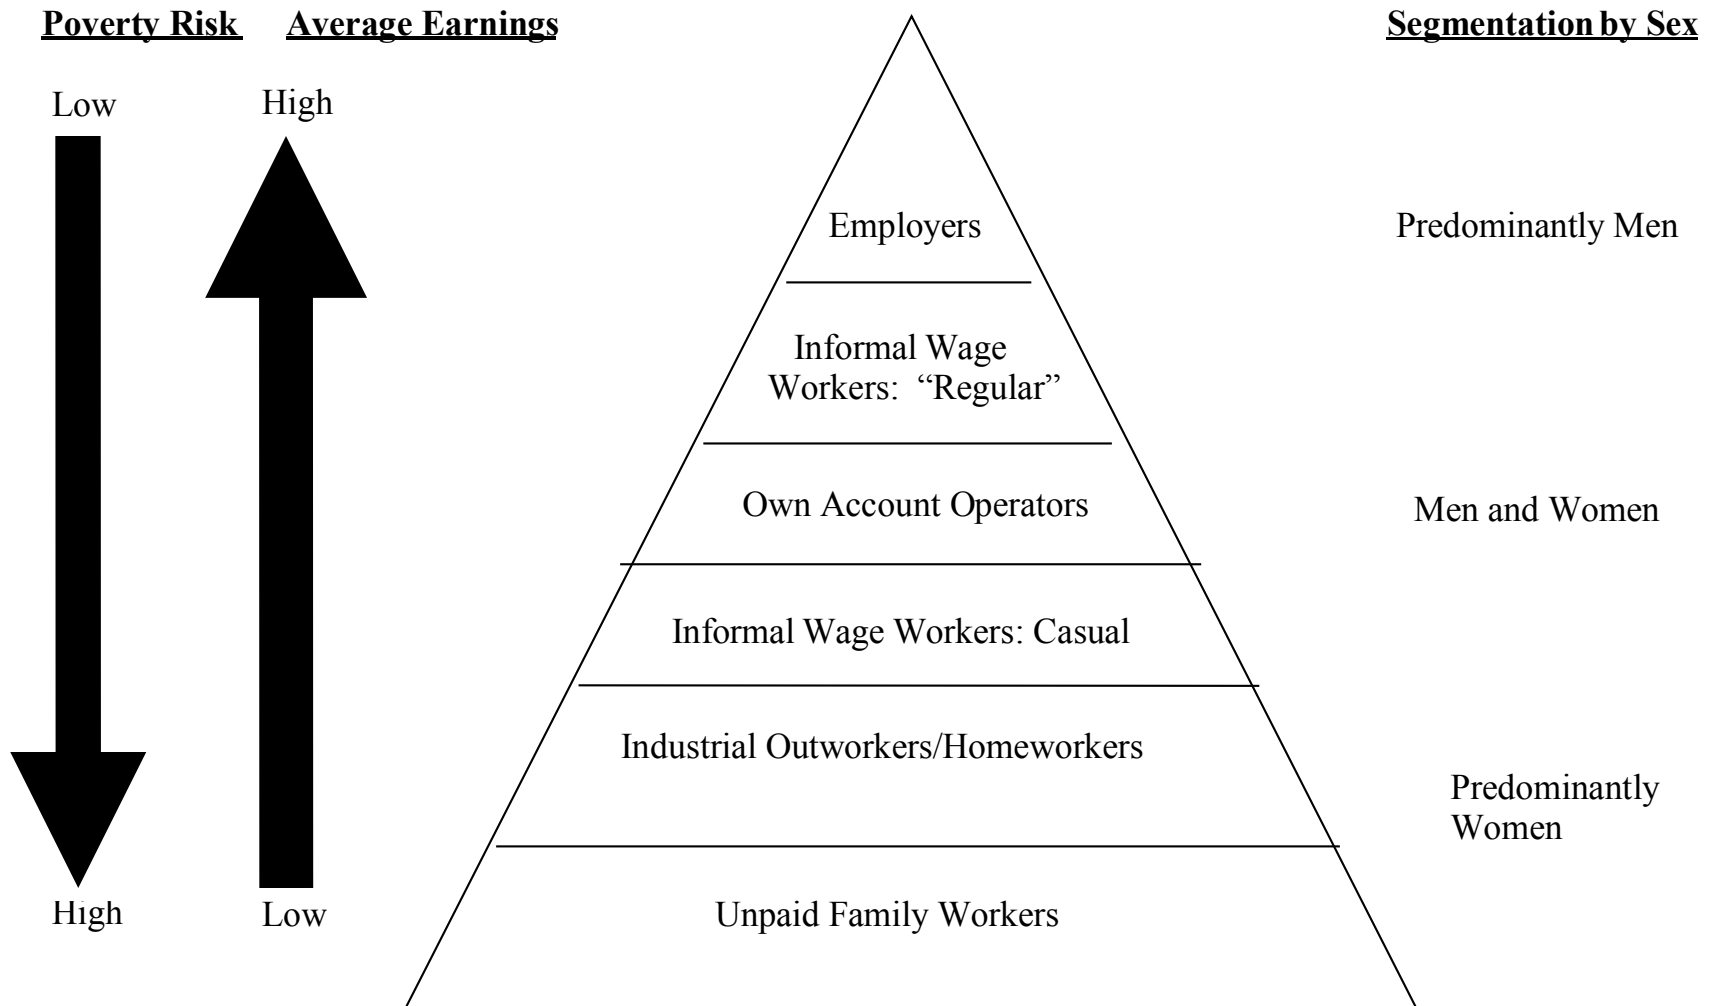 Poverty Risk Average Earnings Segmentation by Sex
Low High
Employers Predominantly Men
Informal Wage
Workers: “Regular”
Own Account Operators Men and Women
Informal Wage Workers: Casual
Industrial Outworkers/Homeworkers
Predominantly
Women
High Low Unpaid Family Workers